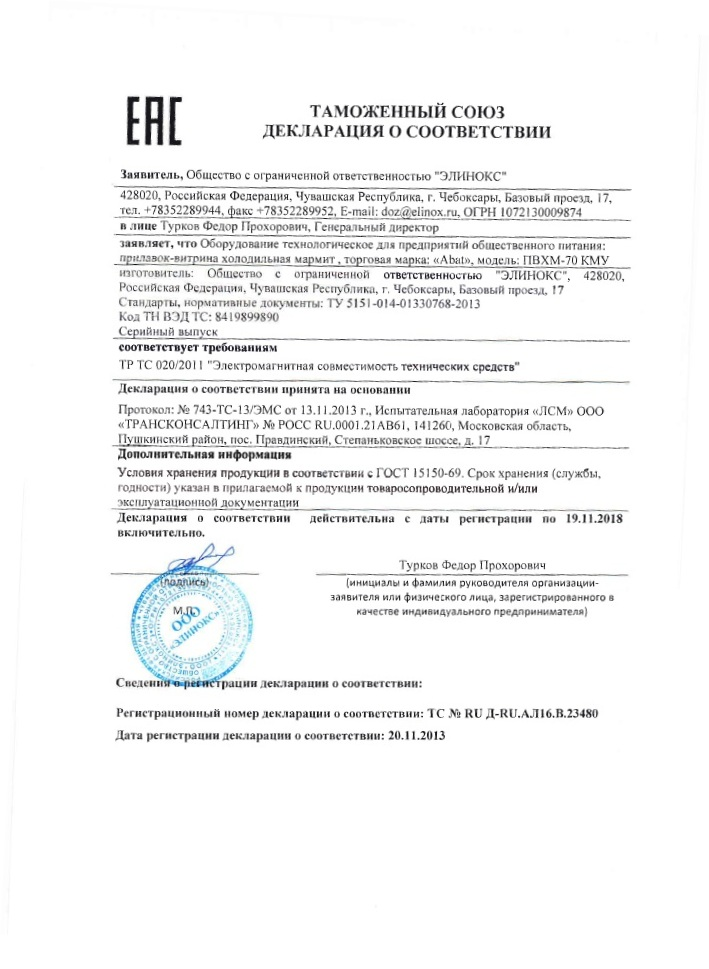 EAC
ТАМОЖЕННЫЙ СОЮЗ
ДЕКЛАРАЦИЯ О СООТВЕТСТВИИ
Заявитель, Общество с ограниченной ответственностью "ЭЛИНОКС"
428020, Российская Федерация, Чувашская Республика, г. Чебоксары, Базовый проезд, 17,
тел. +78352289944, факс +78352289952, E-mail: doz@elinox.ru, ОГРН 1072130009874
в лице Турков Федор Прохорович, Генеральный директор
заявляет, что Оборудование технологическое для предприятий общественного питания:
прилавок-витрина холодильная мармит , торговая марка: «Abat», модель: ПВХМ-70 КМУ
изготовитель: Общество с ограниченной ответственностью "ЭЛИНОКС", 428020,
Российская Федерация, Чувашская Республика, г. Чебоксары, Базовый проезд, 17
Стандарты, нормативные документы: ТУ 5151-014-01330768-2013
Код ТН ВЭД ТС: 8419899890
Серийный выпуск
соответствует требованиям
ТР ТС 020/2011 "Электромагнитная совместимость технических средств"
Декларация о соответствии принята на основании
Протокол: № 743-ТС-13/ЭМС от 13.11.2013 г., Испытательная лаборатория «ЛСМ» ООО
«ТРАНСКОНСАЛТИНГ» № РОСС RU.0001.21АВ61, 141260, Московская область,
Пушкинский район, пос. Правдинский, Степаньковское шоссе, д. 17
Дополнительная информация
Условия хранения продукции в соответствии с ГОСТ 15150-69. Срок хранения (службы,
годности) указан в прилагаемой к продукции товаросопроводительной и/или
эксплуатационной документации
Декларация о соответствии действительна с даты регистрации по 19.11.2018
включительно.
Турков Федор Прохорович
(подпись)
(инициалы и фамилия руководителя организации-
заявителя или физического лица, зарегистрированного в
качестве индивидуального предпринимателя)
М.П.
ООО
«ЭЛИНОКС»
Сведения о регистрации декларации о соответствии:
Регистрационный номер декларации о соответствии: ТС № RU Д-RU.АЛ16.В.23480
Дата регистрации декларации о соответствии: 20.11.2013